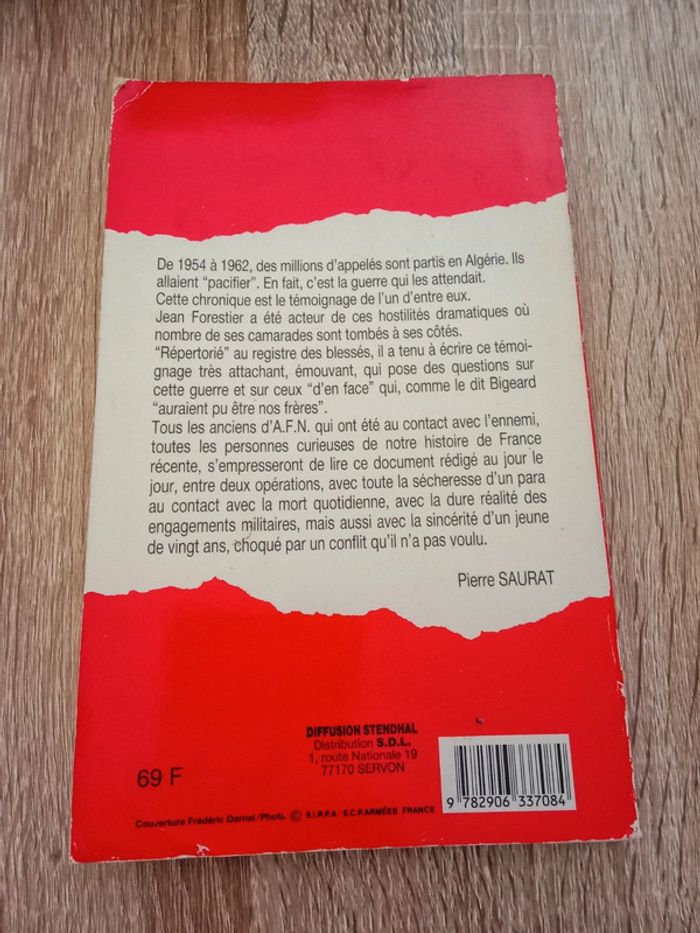 De 1954 à 1962, des millions d'appelés sont partis en Algérie. Ils
allaient "pacifier". En fait, c'est la guerre qui les attendait.
Cette chronique est le témoignage de l'un d'entre eux.
Jean Forestier a été acteur de ces hostilités dramatiques où
nombre de ses camarades sont tombés à ses côtés.
"Répertorié" au registre des blessés, il a tenu à écrire ce témoi-
gnage très attachant, émouvant, qui pose des questions sur
cette guerre et sur ceux "d'en face" qui, comme le dit Bigeard
"auraient pu être nos frères".
Tous les anciens d'A.F.N. qui ont été au contact avec l'ennemi,
toutes les personnes curieuses de notre histoire de France
récente, s'empresseront de lire ce document rédigé au jour le
jour, entre deux opérations, avec toute la sécheresse d'un para
au contact avec la mort quotidienne, avec la dure réalité des
engagements militaires, mais aussi avec la sincérité d'un jeune
de vingt ans, choqué par un conflit qu'il n'a pas voulu.
Pierre SAURAT
DIFFUSION STENDHAL
Distribution S.D.L.
1, route Nationale 19
77170 SERVON
69 F
9 782906 337084
Couverture Frédéric Darnal/Photo © S.I.R.P.A./E.C.P.ARMÉES FRANCE